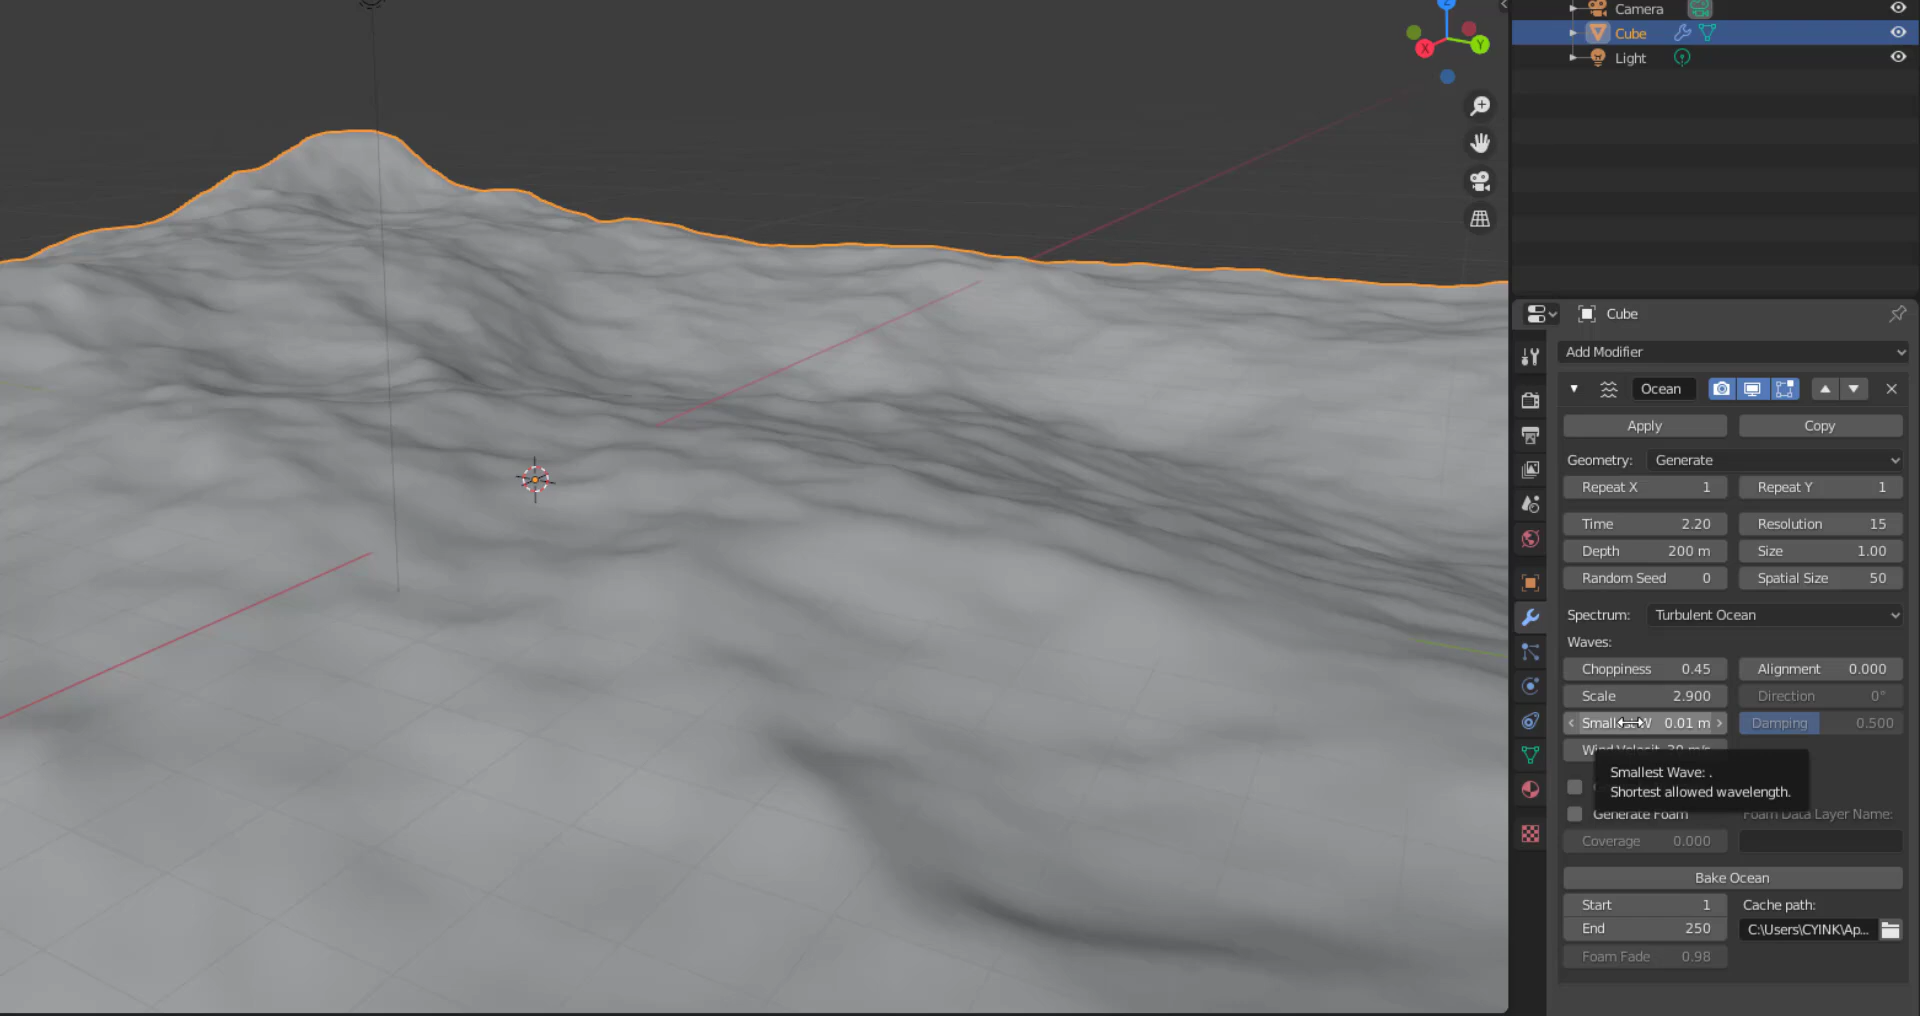 Z
X
Y
Camera
Cube
Light
Cube
Add Modifier
Ocean
Apply
Copy
Geometry:
Generate
Repeat X 1
Repeat Y 1
Time 2.20
Resolution 15
Depth 200 m
Size 1.00
Random Seed 0
Spatial Size 50
Spectrum:
Turbulent Ocean
Waves:
Choppiness 0.45
Alignment 0.000
Scale 2.900
Direction 0°
0.01 m
Damping 0.500
Smallest Wave: .
Shortest allowed wavelength.
Generate Foam
Foam Data Layer Name:
Coverage 0.000
Bake Ocean
Start 1
Cache path:
End 250
C:\Users\CYINK\Ap...
Foam Fade 0.98